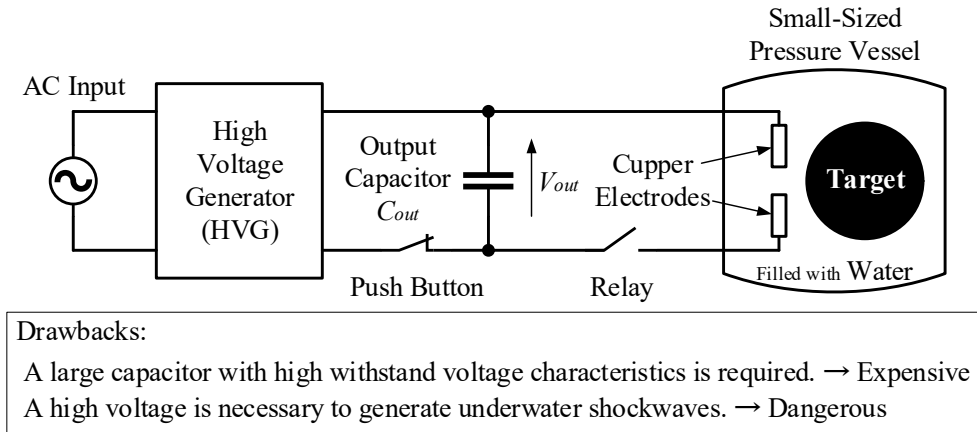 Small-Sized
Pressure Vessel
AC Input
High
Voltage
Generator
(HVG)
Output
Capacitor
Cout
Vout
Cupper
Electrodes
Target
Filled with Water
Push Button
Relay
Drawbacks:
A large capacitor with high withstand voltage characteristics is required. → Expensive
A high voltage is necessary to generate underwater shockwaves. → Dangerous